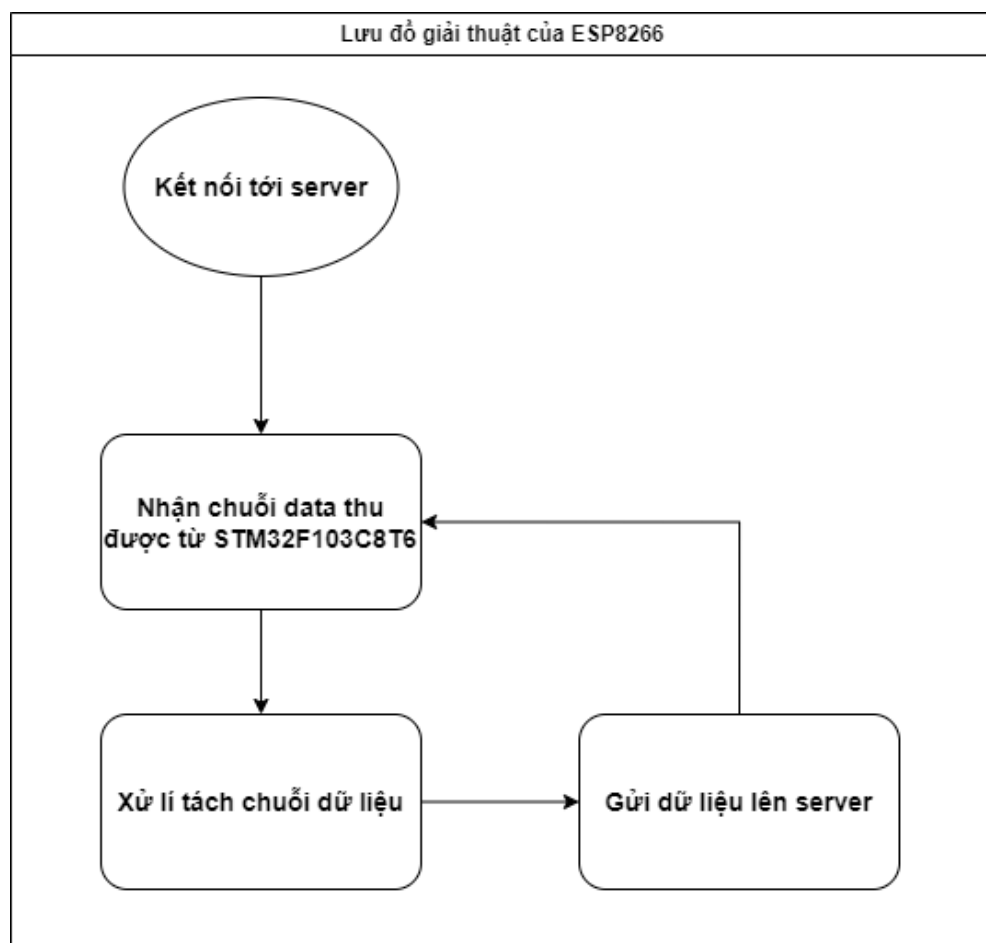 Lưu đồ giải thuật của ESP8266
Kết nối tới server
Nhận chuỗi data thu
được từ STM32F103C8T6
Xử lí tách chuỗi dữ liệu
Gửi dữ liệu lên server